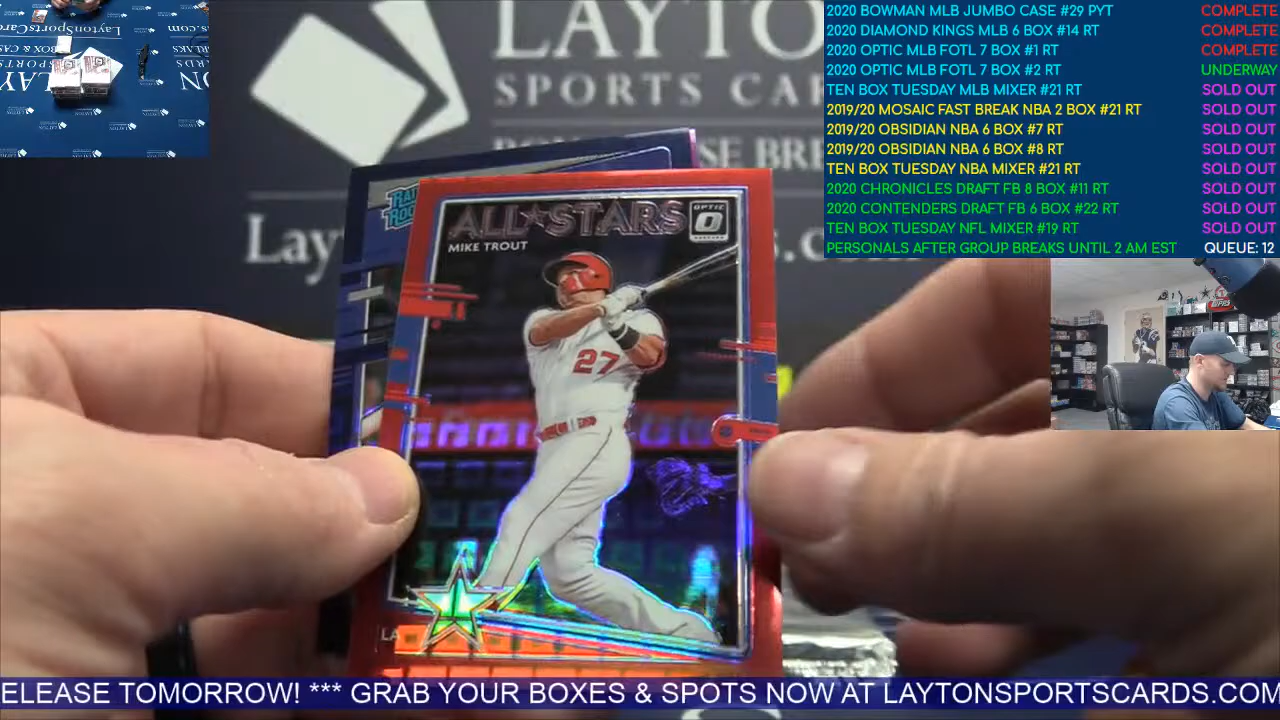 LAYTO
SPORTS CAR
SE BRE
Layt
s.com
ALL★STARS
OPTIC
MIKE TROUT
27
LA
2020 BOWMAN MLB JUMBO CASE #29 PYT COMPLETE
2020 DIAMOND KINGS MLB 6 BOX #14 RT COMPLETE
2020 OPTIC MLB FOTL 7 BOX #1 RT COMPLETE
2020 OPTIC MLB FOTL 7 BOX #2 RT UNDERWAY
TEN BOX TUESDAY MLB MIXER #21 RT SOLD OUT
2019/20 MOSAIC FAST BREAK NBA 2 BOX #21 RT SOLD OUT
2019/20 OBSIDIAN NBA 6 BOX #7 RT SOLD OUT
2019/20 OBSIDIAN NBA 6 BOX #8 RT SOLD OUT
TEN BOX TUESDAY NBA MIXER #21 RT SOLD OUT
2020 CHRONICLES DRAFT FB 8 BOX #11 RT SOLD OUT
2020 CONTENDERS DRAFT FB 6 BOX #22 RT SOLD OUT
TEN BOX TUESDAY NFL MIXER #19 RT SOLD OUT
PERSONALS AFTER GROUP BREAKS UNTIL 2 AM EST QUEUE: 12
ELEASE TOMORROW! *** GRAB YOUR BOXES & SPOTS NOW AT LAYTONSPORTSCARDS.COM